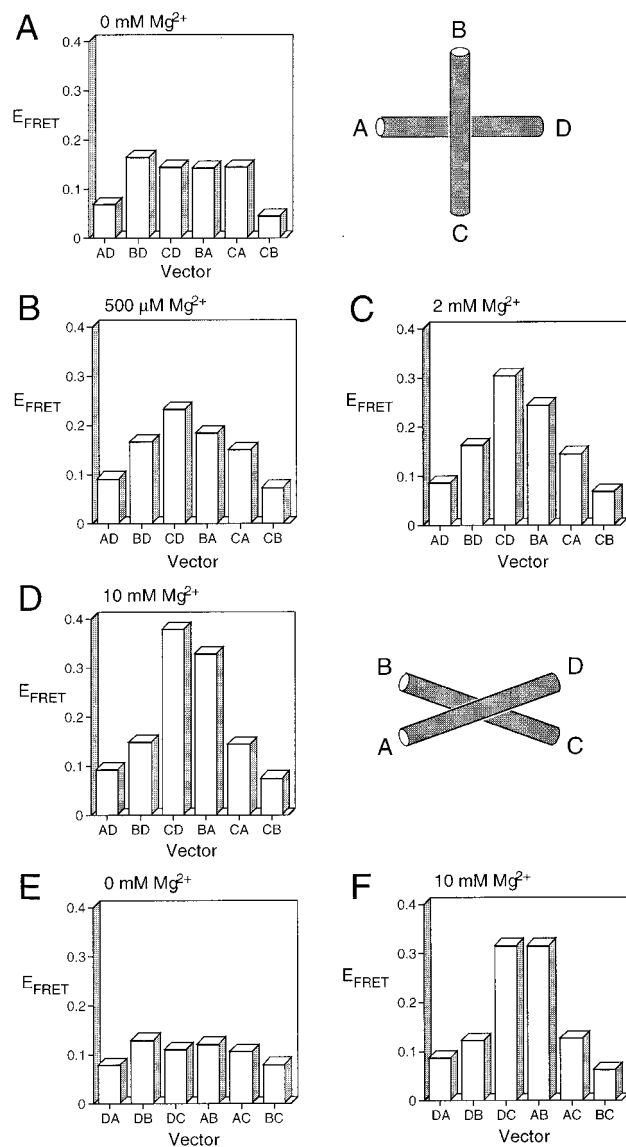 A
0 mM Mg2+
0.4
0.3
EFRET
0.2
0.1
0
AD BD CD BA CA CB
Vector
B
A D
C
B
500 μM Mg2+
0.4
0.3
EFRET
0.2
0.1
0
AD BD CD BA CA CB
Vector
C
2 mM Mg2+
0.4
0.3
EFRET
0.2
0.1
0
AD BD CD BA CA CB
Vector
D
10 mM Mg2+
0.4
0.3
EFRET
0.2
0.1
0
AD BD CD BA CA CB
Vector
B D
A C
E
0 mM Mg2+
0.4
0.3
EFRET
0.2
0.1
0
DA DB DC AB AC BC
Vector
F
10 mM Mg2+
0.4
0.3
EFRET
0.2
0.1
0
DA DB DC AB AC BC
Vector